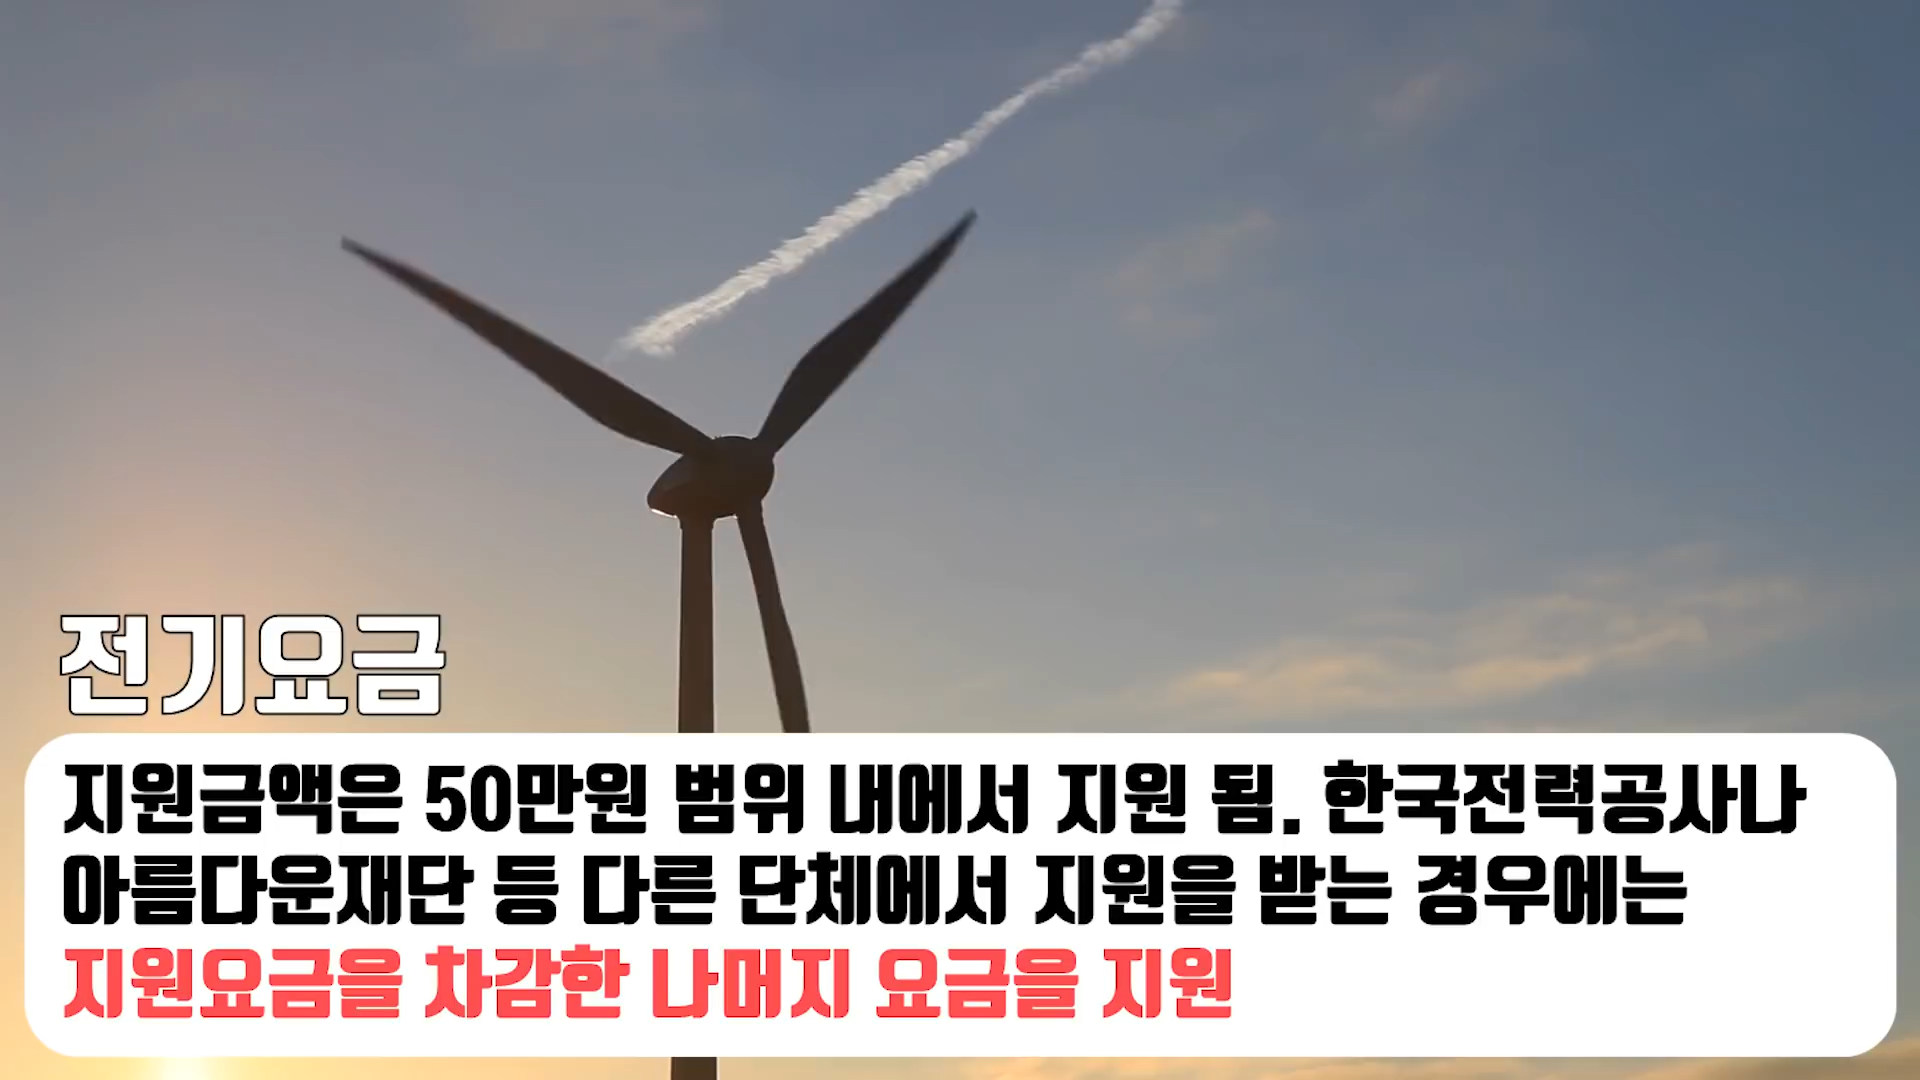 전기요금
지원금액은 50만원 범위 내에서 지원 됨. 한국전력공사나
아름다운재단 등 다른 단체에서 지원을 받는 경우에는
지원요금을 차감한 나머지 요금을 지원